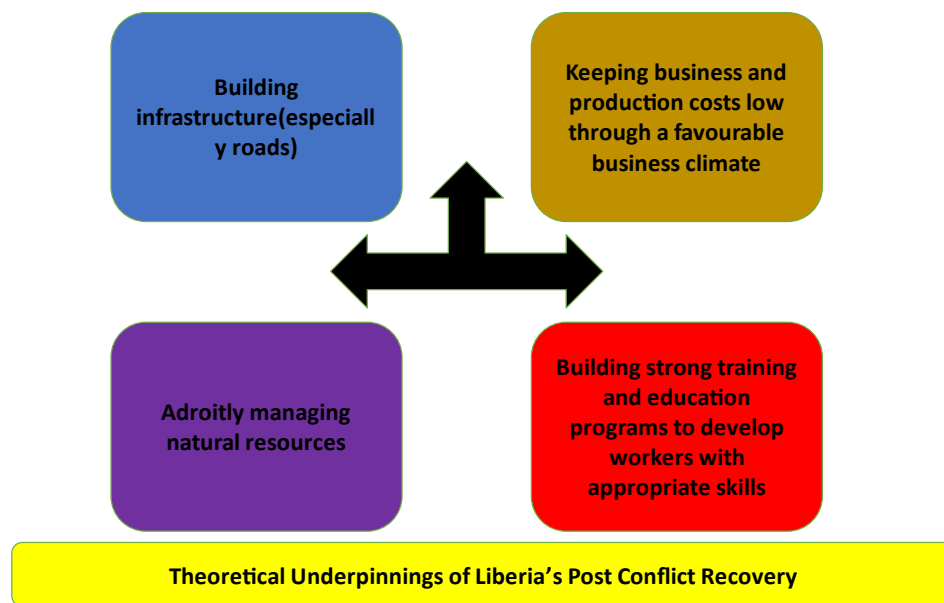 Building
infrastructure(especiall
y roads)
Keeping business and
production costs low
through a favourable
business climate
Adroitly managing
natural resources
Building strong training
and education
programs to develop
workers with
appropriate skills
Theoretical Underpinnings of Liberia’s Post Conflict Recovery